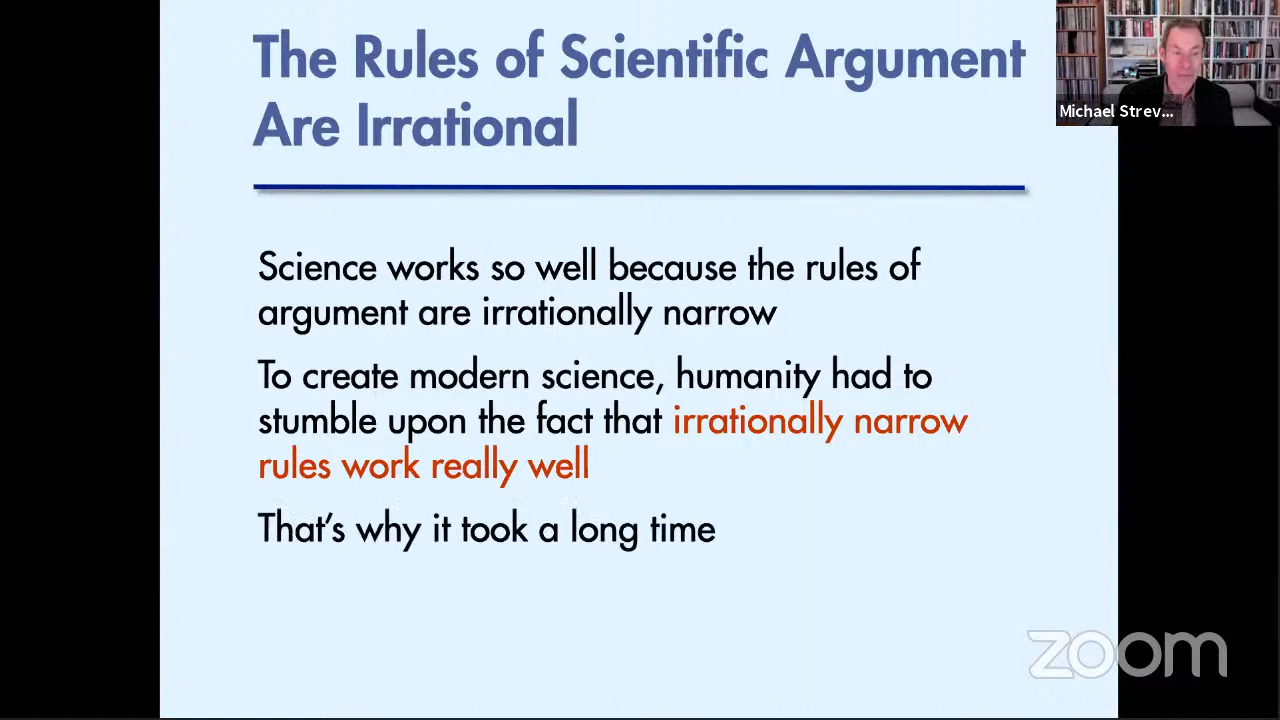 The Rules of Scientific Argument
Are Irrational
Michael Strev...
Science works so well because the rules of
argument are irrationally narrow
To create modern science, humanity had to
stumble upon the fact that irrationally narrow
rules work really well
That's why it took a long time
zoom